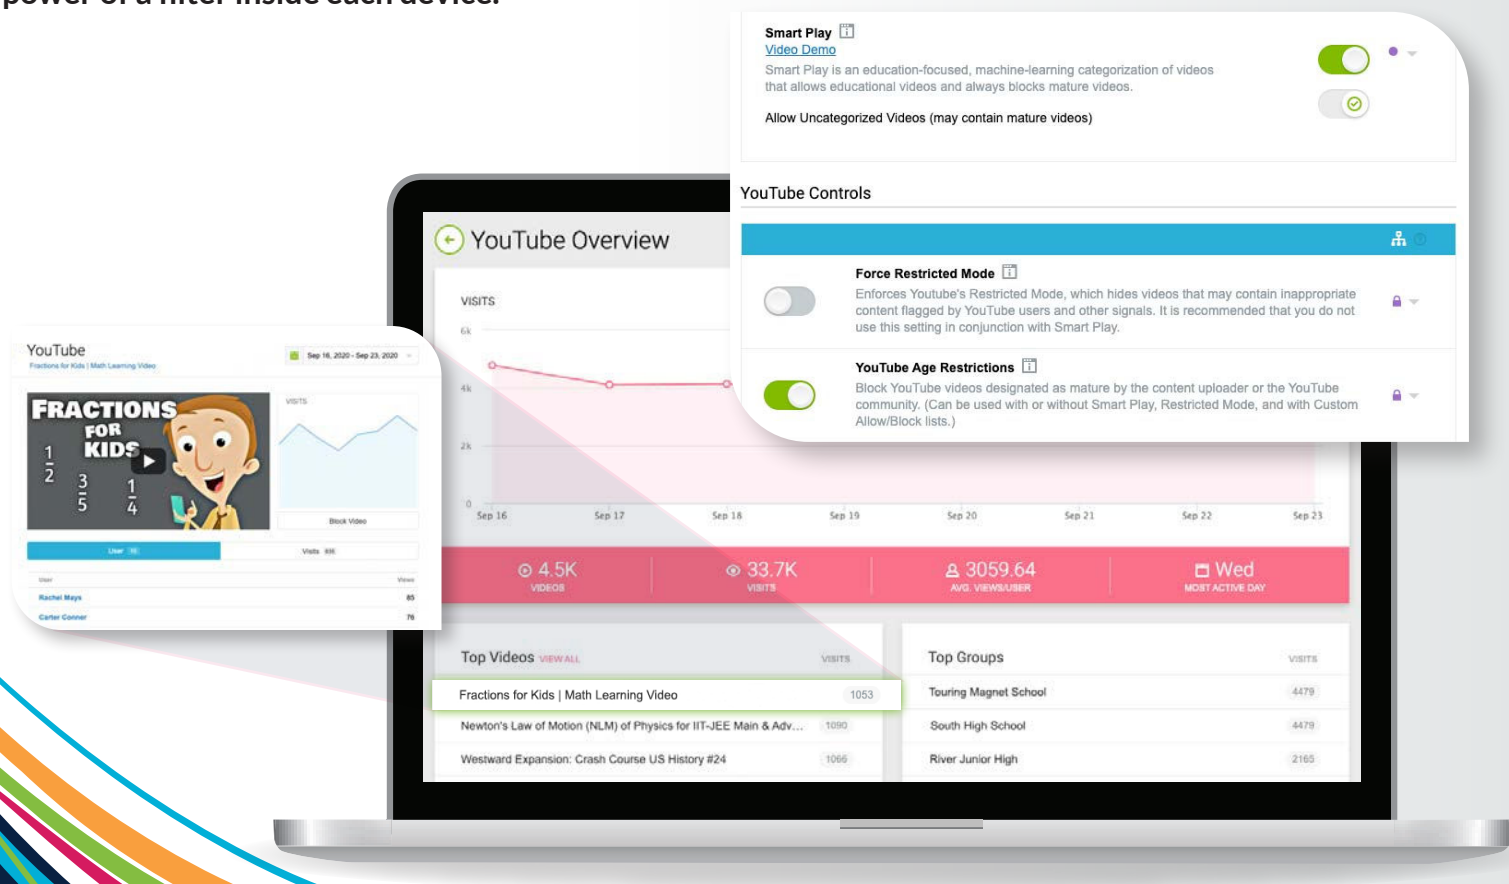 power of a filter inside each device.
Smart Play
Video Demo
Smart Play is an education-focused, machine-learning categorization of videos
that allows educational videos and always blocks mature videos.
Allow Uncategorized Videos (may contain mature videos)
YouTube Controls
Force Restricted Mode
Enforces Youtube's Restricted Mode, which hides videos that may contain inappropriate
content flagged by YouTube users and other signals. It is recommended that you do not
use this setting in conjunction with Smart Play.
YouTube Age Restrictions
Block YouTube videos designated as mature by the content uploader or the YouTube
community. (Can be used with or without Smart Play, Restricted Mode, and with Custom
Allow/Block lists.)
YouTube Overview
VISITS
6k
4k
2k
0
Sep 16 Sep 17 Sep 18 Sep 19 Sep 20 Sep 21 Sep 22 Sep 23
4.5K 33.7K 3059.64 Wed
VIDEOS VISITS AVG. VIEWS/USER MOST ACTIVE DAY
Top Videos VIEW ALL VISITS
Fractions for Kids | Math Learning Video 1053
Newton's Law of Motion (NLM) of Physics for IIT-JEE Main & Adv... 1090
Westward Expansion: Crash Course US History #24 1066
Top Groups VISITS
Touring Magnet School 4479
South High School 4479
River Junior High 2165
YouTube
Fractions for Kids | Math Learning Video
Sep 16, 2020 - Sep 23, 2020
FRACTIONS
FOR
KIDS
1/2 3/5 1/4
VISITS
Block Video
User Visits
User Views
Rachel Mays 85
Carter Conner 76